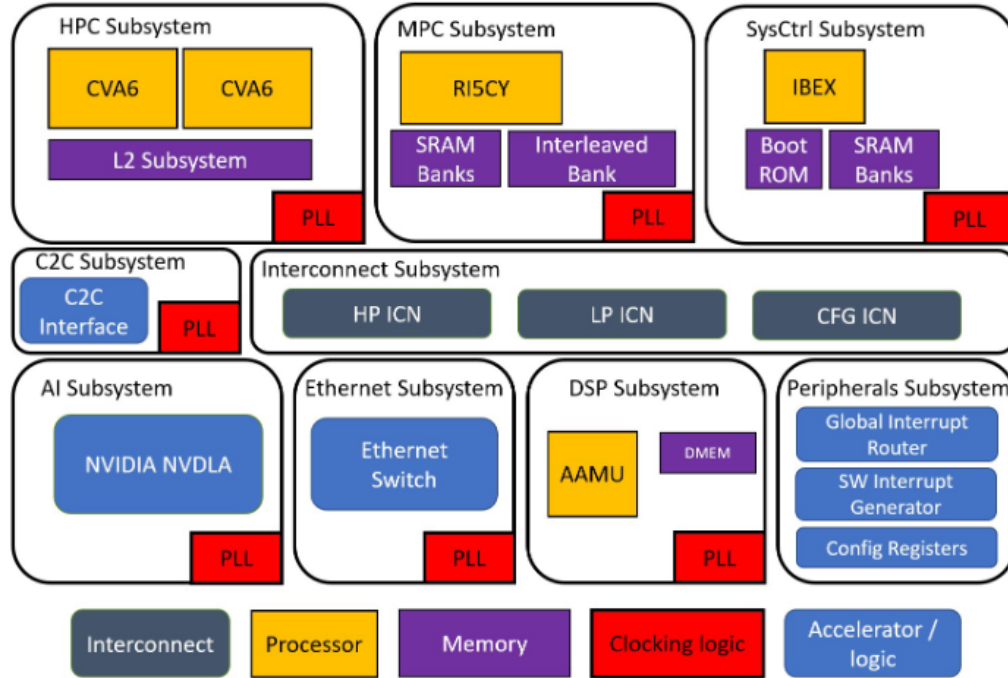 HPC Subsystem
CVA6
CVA6
L2 Subsystem
PLL
MPC Subsystem
RI5CY
SRAM
Banks
Interleaved
Bank
PLL
SysCtrl Subsystem
IBEX
Boot
ROM
SRAM
Banks
PLL
C2C Subsystem
C2C
Interface
PLL
Interconnect Subsystem
HP ICN
LP ICN
CFG ICN
AI Subsystem
NVIDIA NVDLA
PLL
Ethernet Subsystem
Ethernet
Switch
PLL
DSP Subsystem
AAMU
DMEM
PLL
Peripherals Subsystem
Global Interrupt
Router
SW Interrupt
Generator
Config Registers
Interconnect
Processor
Memory
Clocking logic
Accelerator /
logic